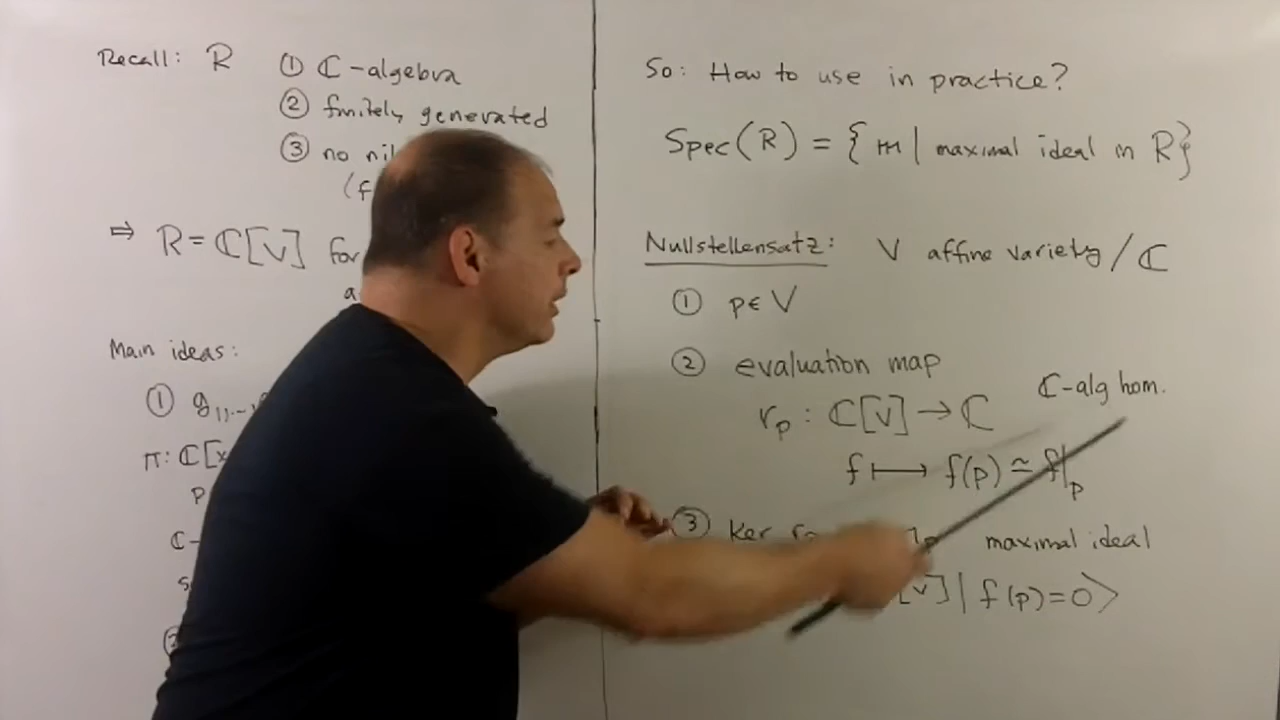 Recall: R ① ℂ-algebra
② finitely generated
③ no
(f
⇒ R = ℂ[V] for
a
Main ideas:
① g₁,...,
π: ℂ[x
P
ℂ-
s
②
So: How to use in practice?
Spec(R) = {m | maximal ideal in R}
Nullstellensatz: V affine variety / ℂ
① p ∈ V
② evaluation map
ℂ-alg hom.
r_p : ℂ[V] → ℂ
f ⟼ f(p) ≃ f|_p
③ Ker maximal ideal
[V] | f(p)=0⟩